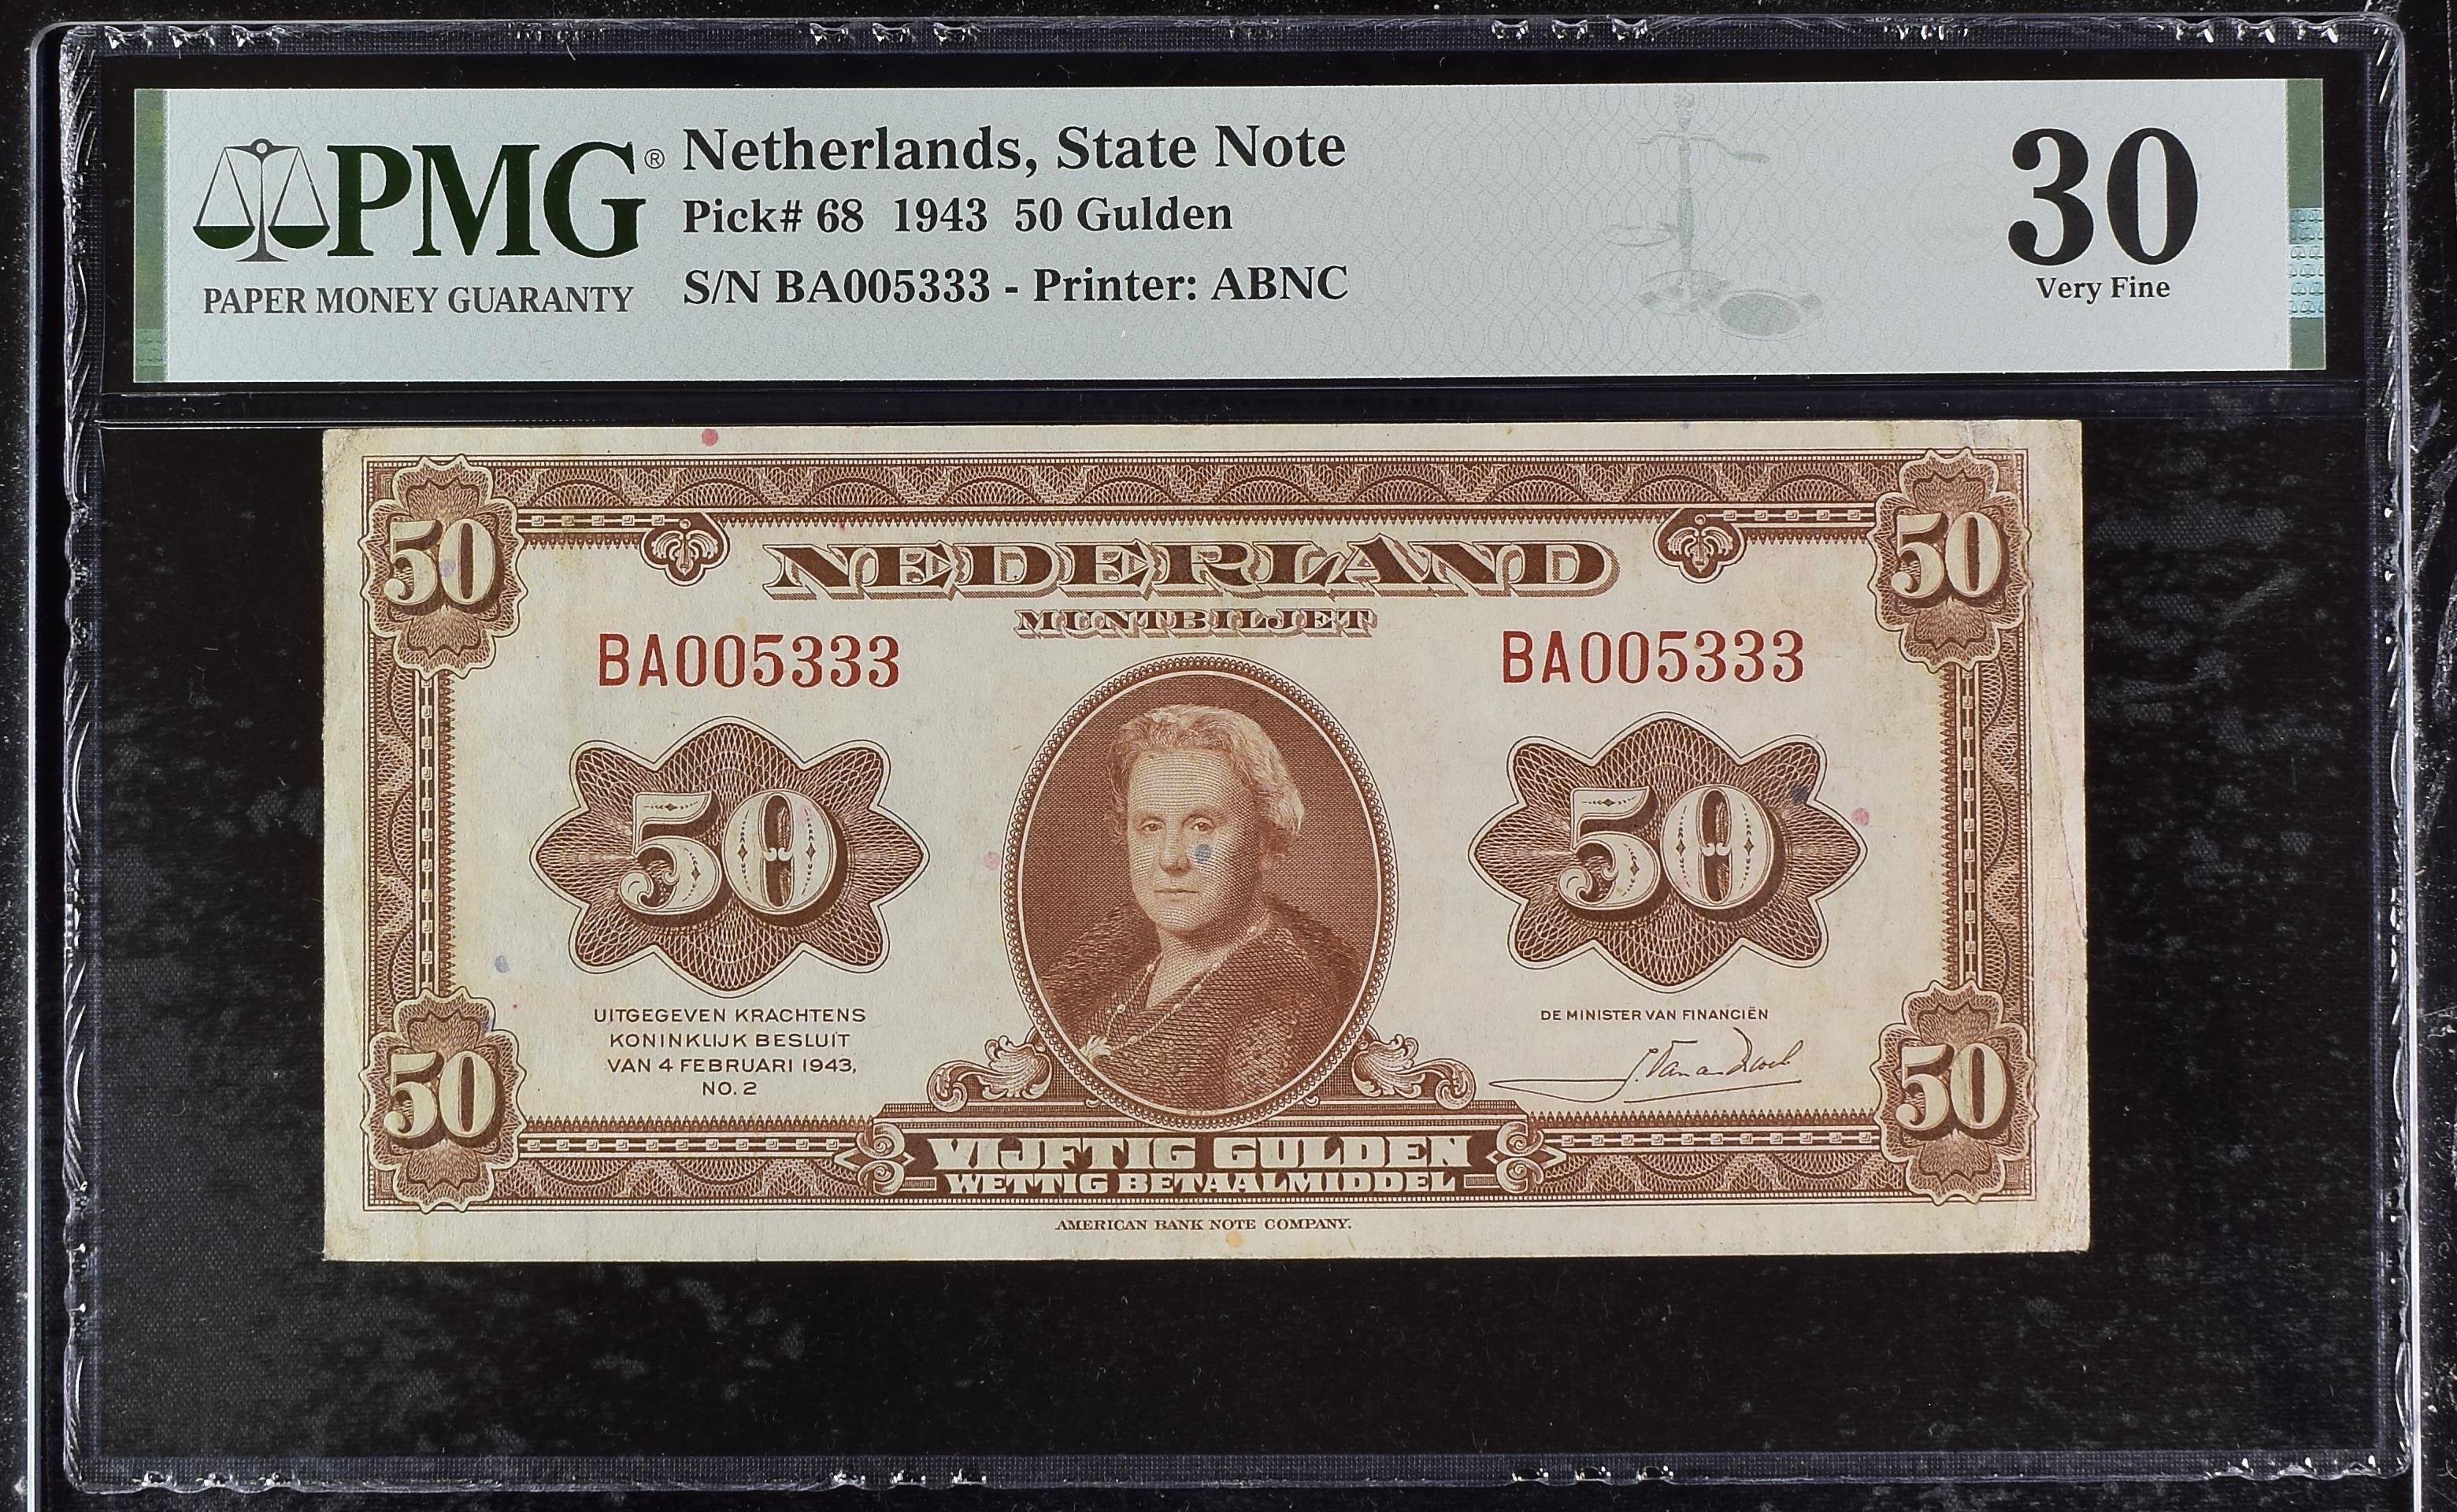 PMG®
PAPER MONEY GUARANTY
Netherlands, State Note
Pick# 68 1943 50 Gulden
S/N BA005333 - Printer: ABNC
30
Very Fine
50
50
NEDERLAND
MUNTBILJET
BA005333
BA005333
50
50
UITGEGEVEN KRACHTENS
KONINKLIJK BESLUIT
VAN 4 FEBRUARI 1943,
NO. 2
DE MINISTER VAN FINANCIËN
50
50
VIJFTIG GULDEN
WETTIG BETAALMIDDEL
AMERICAN BANK NOTE COMPANY.